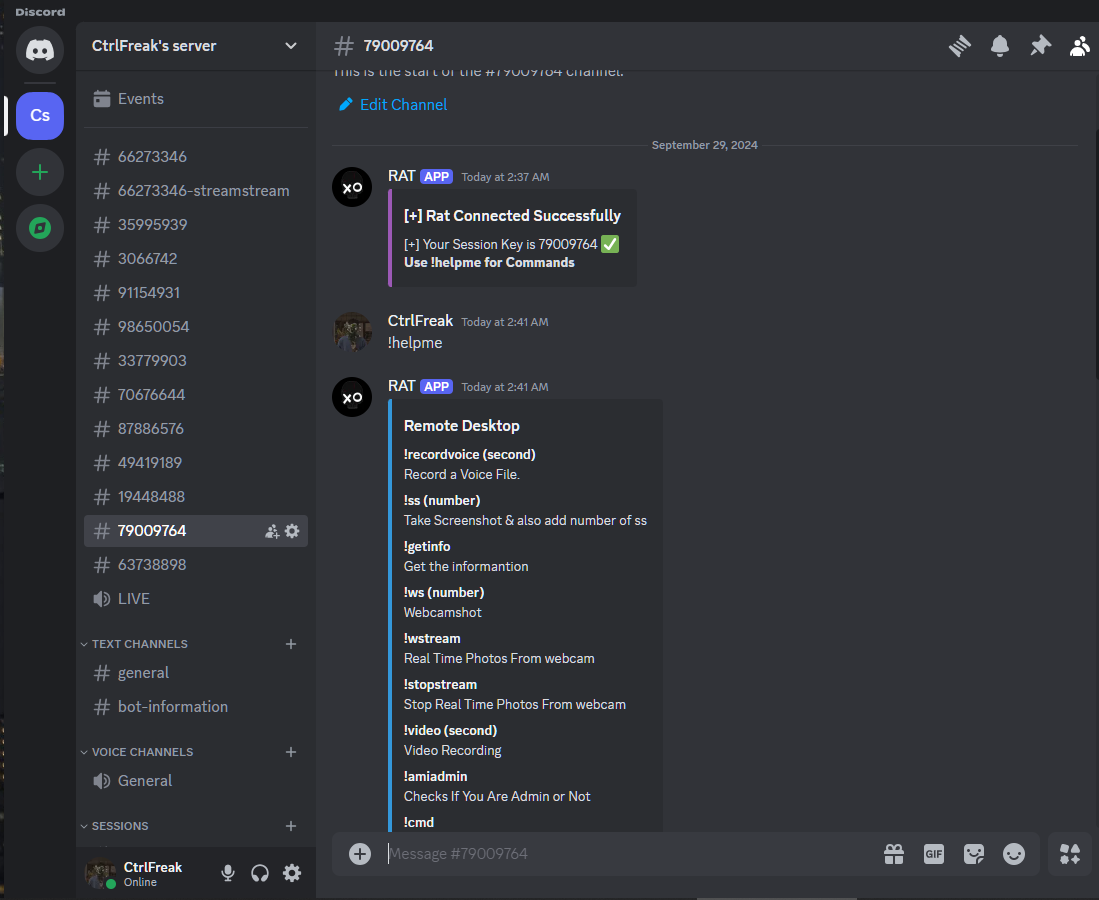 Discord
CtrlFreak's server
Cs
Events
66273346
66273346-streamstream
35995939
3066742
91154931
98650054
33779903
70676644
87886576
49419189
19448488
79009764
63738898
LIVE
TEXT CHANNELS
general
bot-information
VOICE CHANNELS
General
SESSIONS
CtrlFreak
Online
# 79009764
This is the start of the #79009764 channel.
Edit Channel
September 29, 2024
xo
RAT APP Today at 2:37 AM
[+] Rat Connected Successfully
[+] Your Session Key is 79009764 ✅
Use !helpme for Commands
CtrlFreak Today at 2:41 AM
!helpme
xo
RAT APP Today at 2:41 AM
Remote Desktop
!recordvoice (second)
Record a Voice File.
!ss (number)
Take Screenshot & also add number of ss
!getinfo
Get the informantion
!ws (number)
Webcamshot
!wstream
Real Time Photos From webcam
!stopstream
Stop Real Time Photos From webcam
!video (second)
Video Recording
!amiadmin
Checks If You Are Admin or Not
!cmd
Message #79009764
GIF